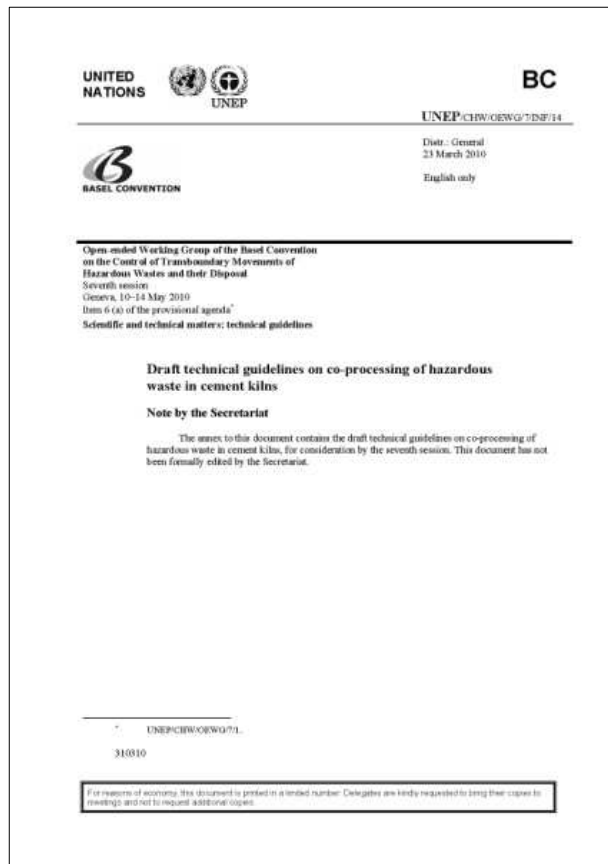 UNITED
NATIONS
UNEP
BC
UNEP/CHW/OEWG/7/INF/14
Distr.: General
23 March 2010
English only
BASEL CONVENTION
Open-ended Working Group of the Basel Convention
on the Control of Transboundary Movements of
Hazardous Wastes and their Disposal
Seventh session
Geneva, 10–14 May 2010
Item 6 (a) of the provisional agenda*
Scientific and technical matters: technical guidelines
Draft technical guidelines on co-processing of hazardous
waste in cement kilns
Note by the Secretariat
The annex to this document contains the draft technical guidelines on co-processing of
hazardous waste in cement kilns, for consideration by the seventh session. This document has not
been formally edited by the Secretariat.
* UNEP/CHW/OEWG/7/1.
310310
For reasons of economy, this document is printed in a limited number. Delegates are kindly requested to bring their copies to
meetings and not to request additional copies.